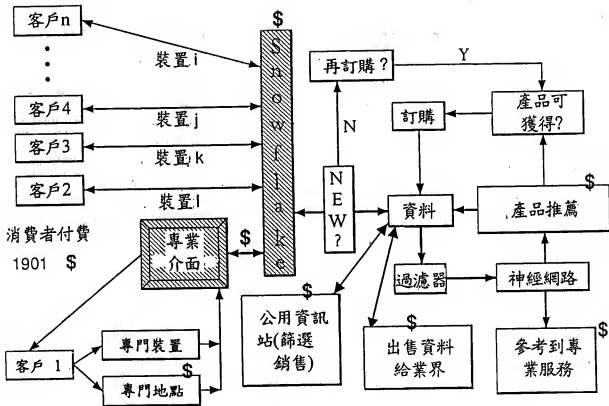 客戶n
裝置i
客戶4
裝置j
客戶3
裝置k
客戶2
裝置l
消費者付費
1901 $
專業
介面
$
客戶 1
專門裝置
專門地點
$
$
Snowflake
再訂購？
Y
N
NEW?
訂購
產品可
獲得?
資料
產品推薦
$
過濾器
神經網路
$
公用資訊
站(篩選
銷售)
$
出售資料
給業界
$
參考到專
業服務